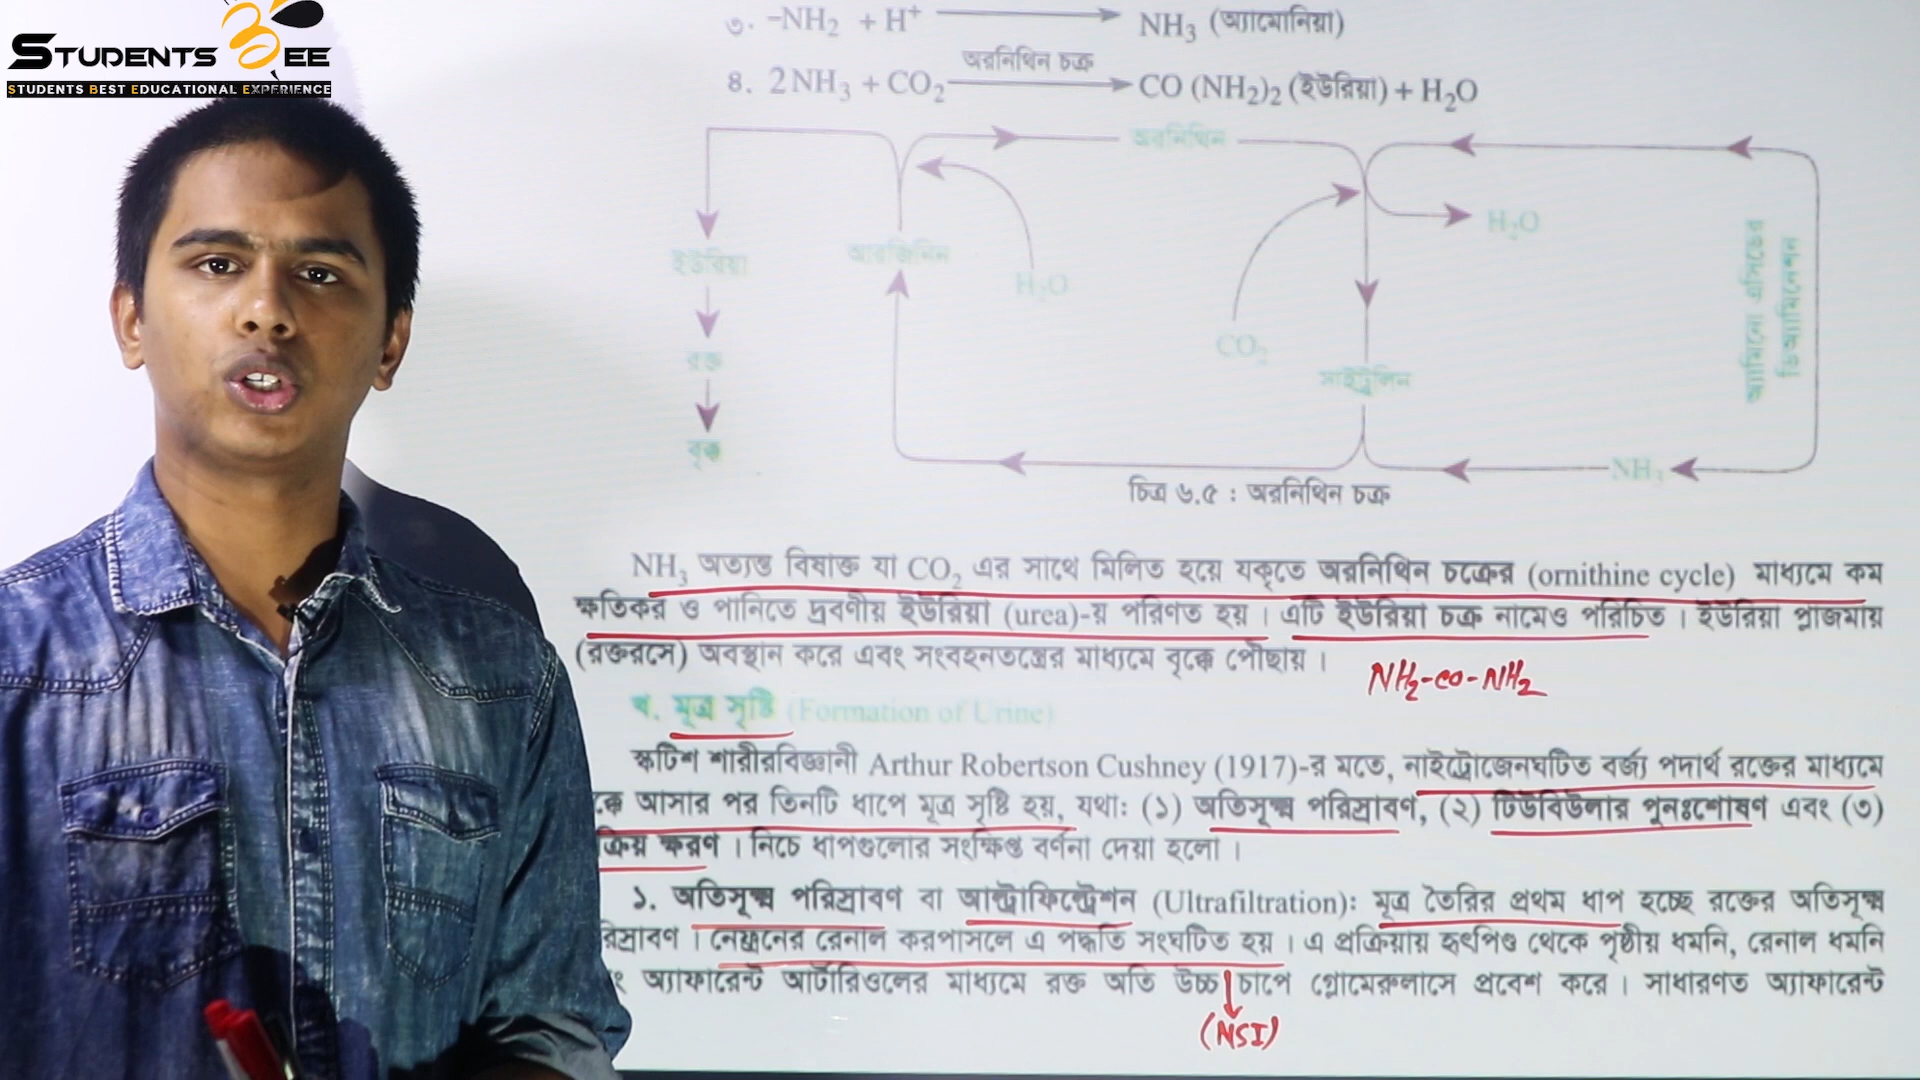 STUDENTS BEE
STUDENTS BEST EDUCATIONAL EXPERIENCE
৩. –NH₂ + H⁺ → NH₃ (অ্যামোনিয়া)
৪. 2NH₃ + CO₂ অরনিথিন চক্র → CO (NH₂)₂ (ইউরিয়া) + H₂O
অরনিথিন
H₂O
ইউরিয়া
আরজিনিন
H₂O
CO₂
সাইট্রুলিন
অ্যামিনো এসিডের
ডিঅ্যামিনেশন
রক্ত
বৃক্ক
NH₃
চিত্র ৬.৫ : অরনিথিন চক্র
NH₃ অত্যন্ত বিষাক্ত যা CO₂ এর সাথে মিলিত হয়ে যকৃতে অরনিথিন চক্রের (ornithine cycle) মাধ্যমে কম
ক্ষতিকর ও পানিতে দ্রবণীয় ইউরিয়া (urea)-য় পরিণত হয়। এটি ইউরিয়া চক্র নামেও পরিচিত। ইউরিয়া প্লাজমায়
(রক্তরসে) অবস্থান করে এবং সংবহনতন্ত্রের মাধ্যমে বৃক্কে পৌঁছায়।
NH₂-CO-NH₂
খ. মূত্র সৃষ্টি (Formation of Urine)
স্কটিশ শারীরবিজ্ঞানী Arthur Robertson Cushney (1917)-র মতে, নাইট্রোজেনঘটিত বর্জ্য পদার্থ রক্তের মাধ্যমে
ক্কে আসার পর তিনটি ধাপে মূত্র সৃষ্টি হয়, যথা: (১) অতিসূক্ষ্ম পরিস্রাবণ, (২) টিউবিউলার পুনঃশোষণ এবং (৩)
ক্রিয় ক্ষরণ। নিচে ধাপগুলোর সংক্ষিপ্ত বর্ণনা দেয়া হলো।
১. অতিসূক্ষ্ম পরিস্রাবণ বা আল্ট্রাফিল্ট্রেশন (Ultrafiltration): মূত্র তৈরির প্রথম ধাপ হচ্ছে রক্তের অতিসূক্ষ্ম
রিস্রাবণ। নেফ্রনের রেনাল করপাসলে এ পদ্ধতি সংঘটিত হয়। এ প্রক্রিয়ায় হৃৎপিণ্ড থেকে পৃষ্ঠীয় ধমনি, রেনাল ধমনি
ং অ্যাফারেন্ট আর্টারিওলের মাধ্যমে রক্ত অতি উচ্চ চাপে গ্লোমেরুলাসে প্রবেশ করে। সাধারণত অ্যাফারেন্ট
(NSI)